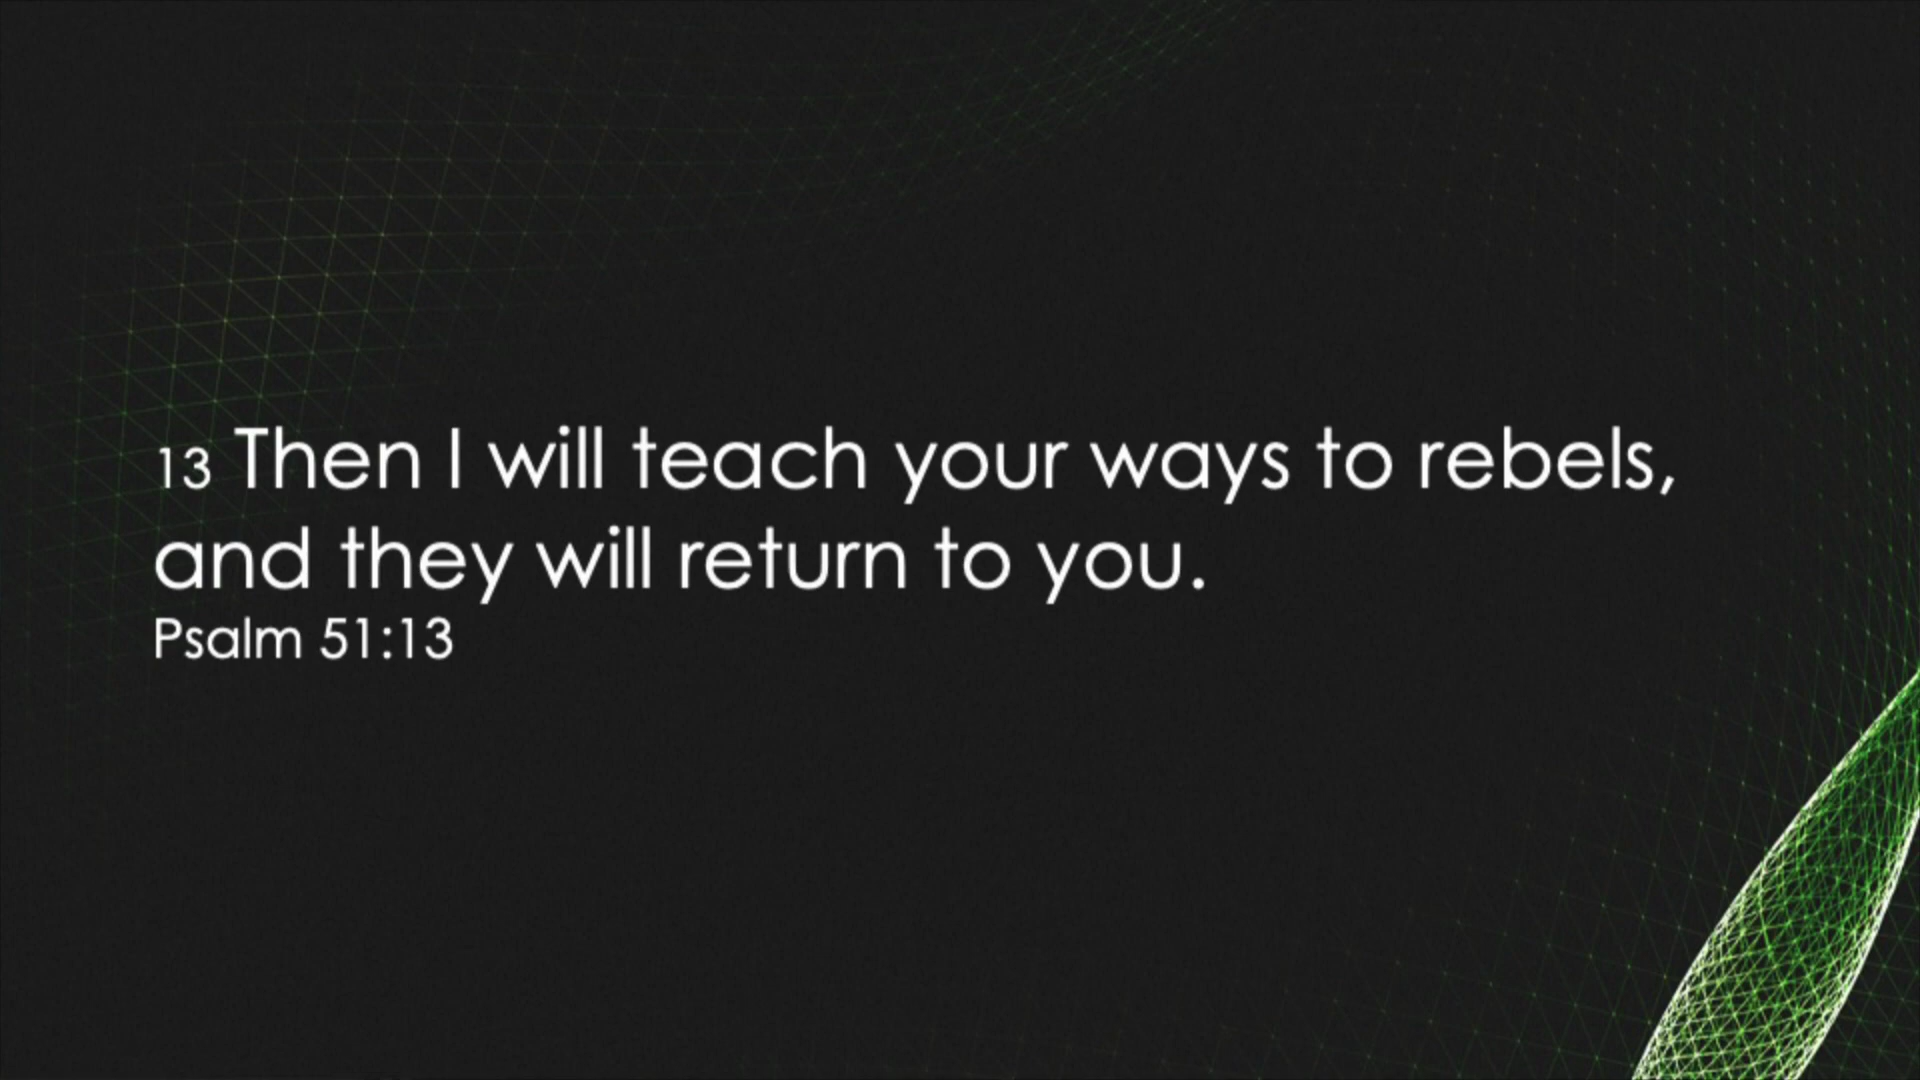 13 Then I will teach your ways to rebels,
and they will return to you.
Psalm 51:13